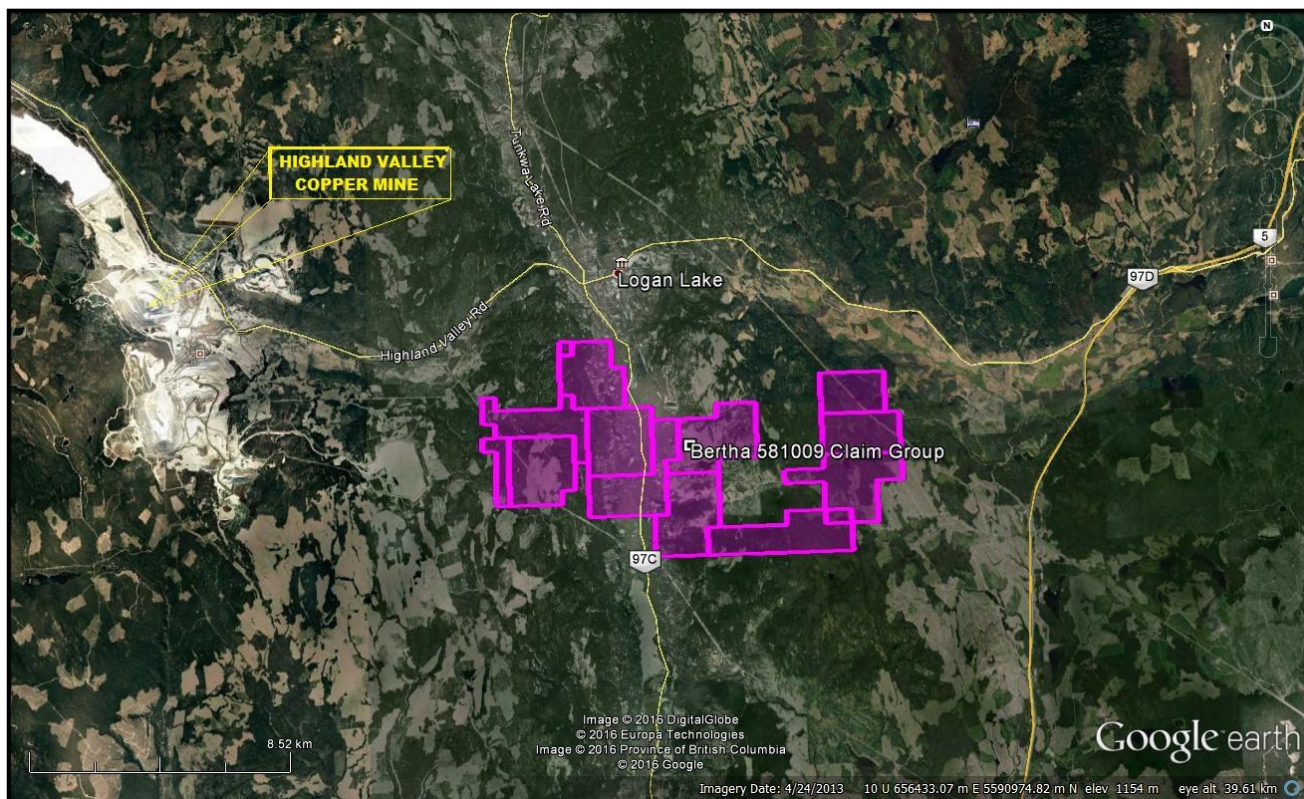 N
HIGHLAND VALLEY
COPPER MINE
Tunkwa Lake Rd
5
97D
Logan Lake
Highland Valley Rd
Bertha 581009 Claim Group
97C
Image © 2016 DigitalGlobe
© 2016 Europa Technologies
Image © 2016 Province of British Columbia
© 2016 Google
8.52 km
Google earth
Imagery Date: 4/24/2013 10 U 656433.07 m E 5590974.82 m N elev 1154 m eye alt 39.61 km